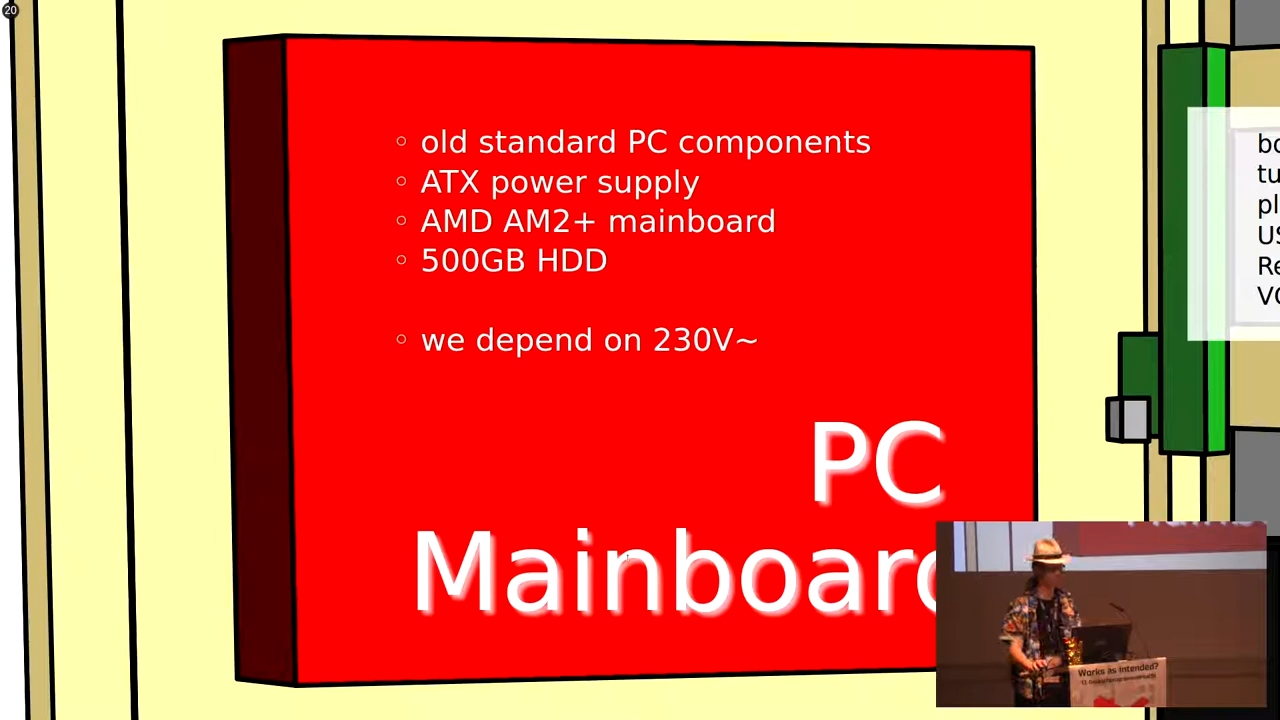 20
old standard PC components
ATX power supply
AMD AM2+ mainboard
500GB HDD
we depend on 230V~
PC
Mainboard
Works as intended?